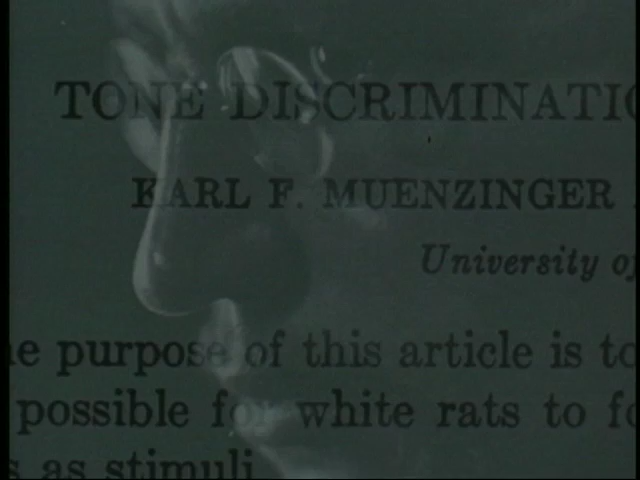 TONE DISCRIMINATIO
KARL F. MUENZINGER
University of
e purpose of this article is to
possible for white rats to fo
s as stimuli